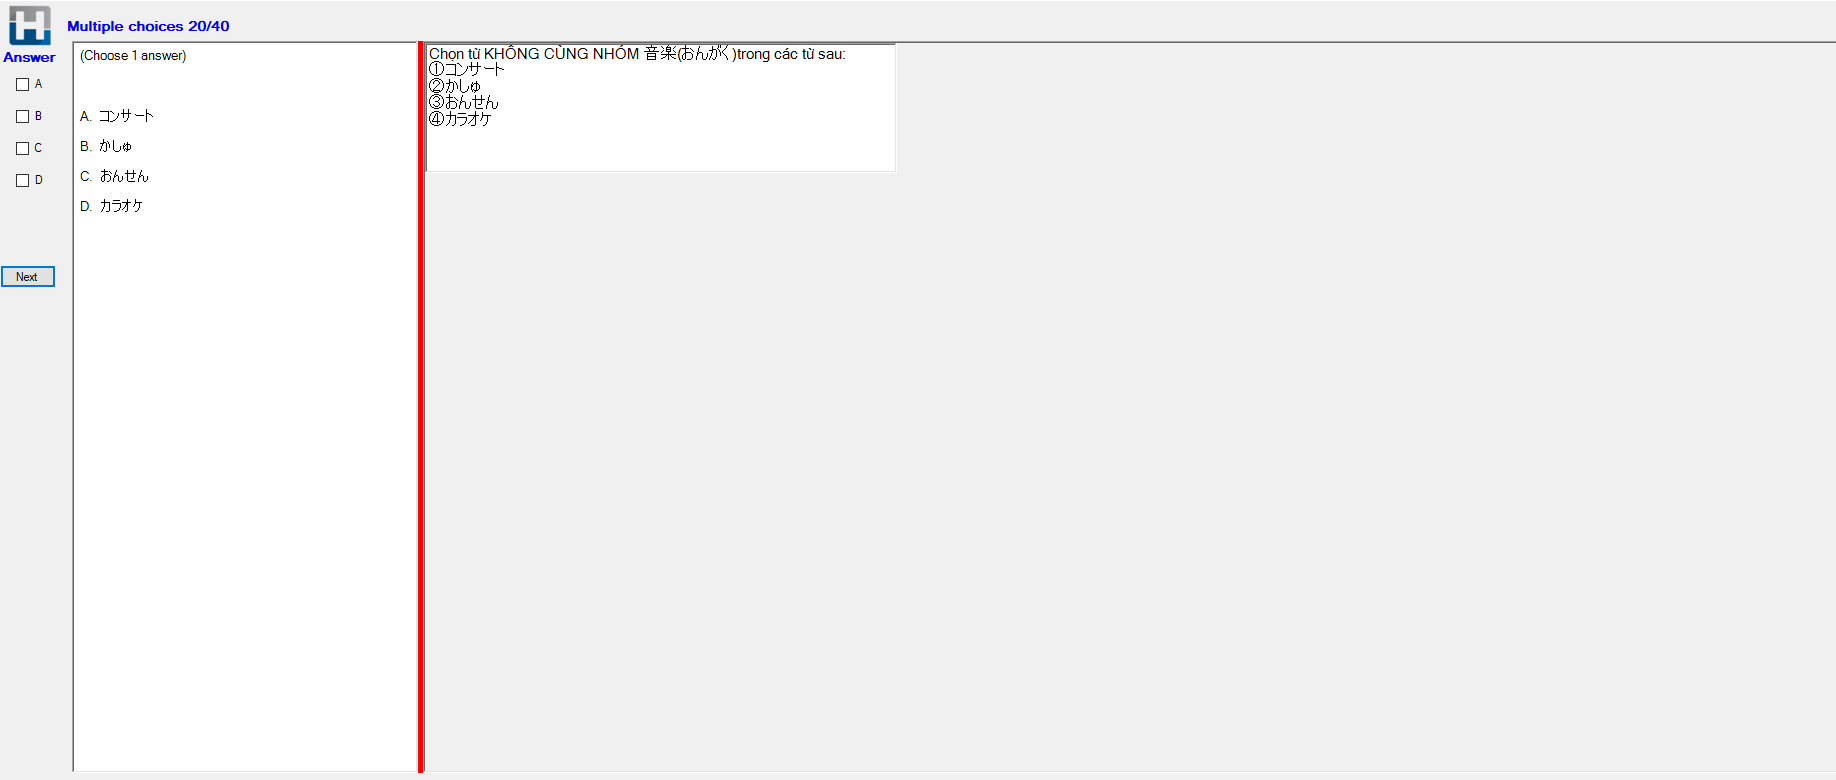 Multiple choices 20/40
Answer
A
B
C
D
Next
(Choose 1 answer)
A. コンサート
B. かしゅ
C. おんせん
D. カラオケ
Chọn từ KHÔNG CÙNG NHÓM 音楽(おんがく)trong các từ sau:
①コンサート
②かしゅ
③おんせん
④カラオケ